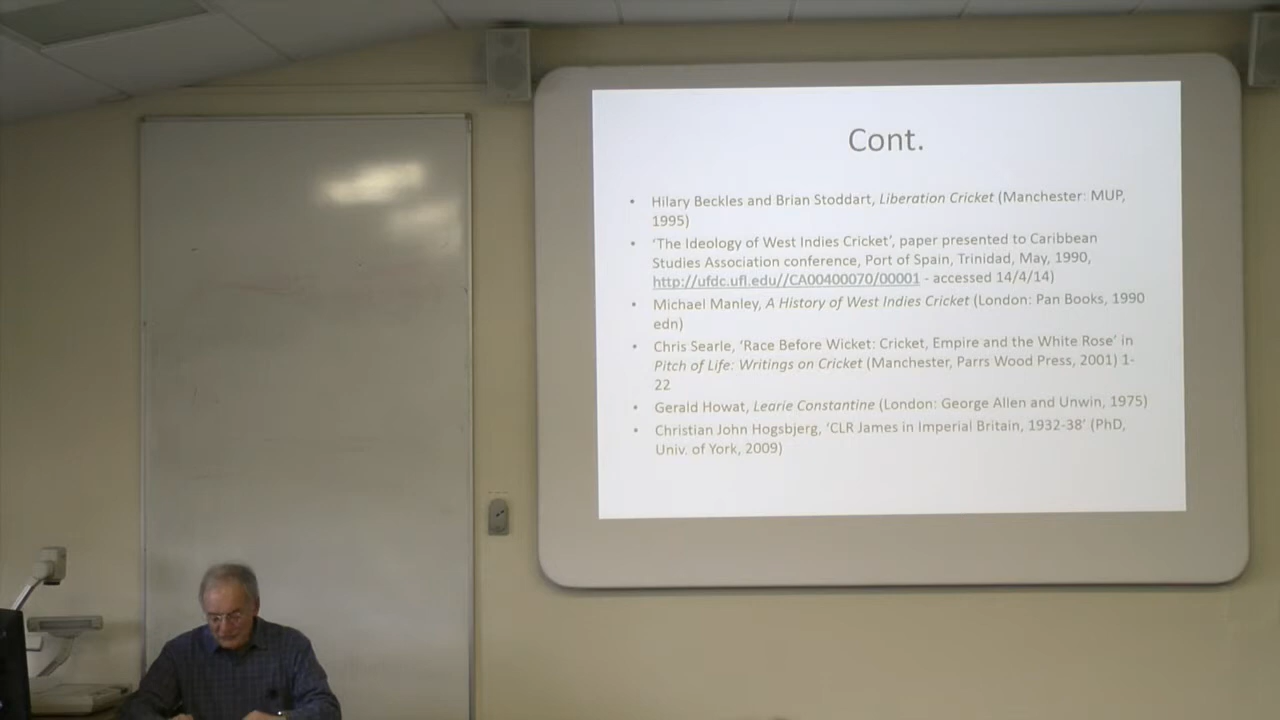 Cont.
• Hilary Beckles and Brian Stoddart, Liberation Cricket (Manchester: MUP,
1995)
• ‘The Ideology of West Indies Cricket’, paper presented to Caribbean
Studies Association conference, Port of Spain, Trinidad, May, 1990,
http://ufdc.ufl.edu//CA00400070/00001 - accessed 14/4/14)
• Michael Manley, A History of West Indies Cricket (London: Pan Books, 1990
edn)
• Chris Searle, ‘Race Before Wicket: Cricket, Empire and the White Rose’ in
Pitch of Life: Writings on Cricket (Manchester, Parrs Wood Press, 2001) 1-
22
• Gerald Howat, Learie Constantine (London: George Allen and Unwin, 1975)
• Christian John Hogsbjerg, ‘CLR James in Imperial Britain, 1932-38’ (PhD,
Univ. of York, 2009)